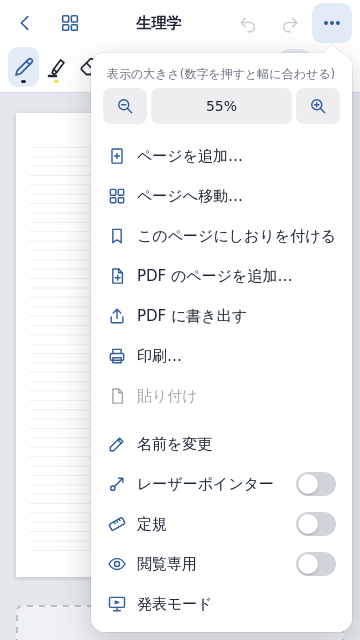 生理学
表示の大きさ(数字を押すと幅に合わせる)
55%
ページを追加…
ページへ移動…
このページにしおりを付ける
PDF のページを追加…
PDF に書き出す
印刷…
貼り付け
名前を変更
レーザーポインター
定規
閲覧専用
発表モード